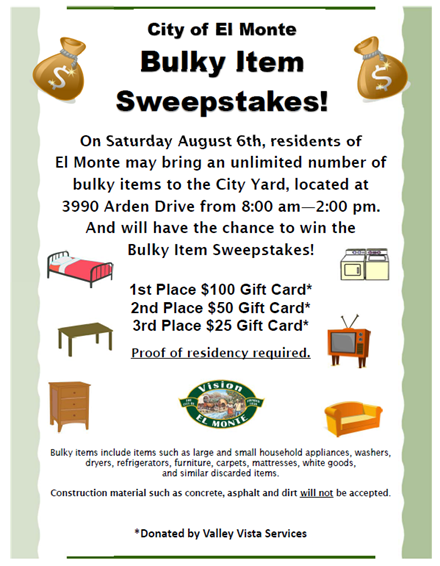 City of El Monte
Bulky Item
Sweepstakes!
On Saturday August 6th, residents of
El Monte may bring an unlimited number of
bulky items to the City Yard, located at
3990 Arden Drive from 8:00 am—2:00 pm.
And will have the chance to win the
Bulky Item Sweepstakes!
1st Place $100 Gift Card*
2nd Place $50 Gift Card*
3rd Place $25 Gift Card*
Proof of residency required.
Vision
EL MONTE
Bulky items include items such as large and small household appliances, washers,
dryers, refrigerators, furniture, carpets, mattresses, white goods,
and similar discarded items.
Construction material such as concrete, asphalt and dirt will not be accepted.
*Donated by Valley Vista Services